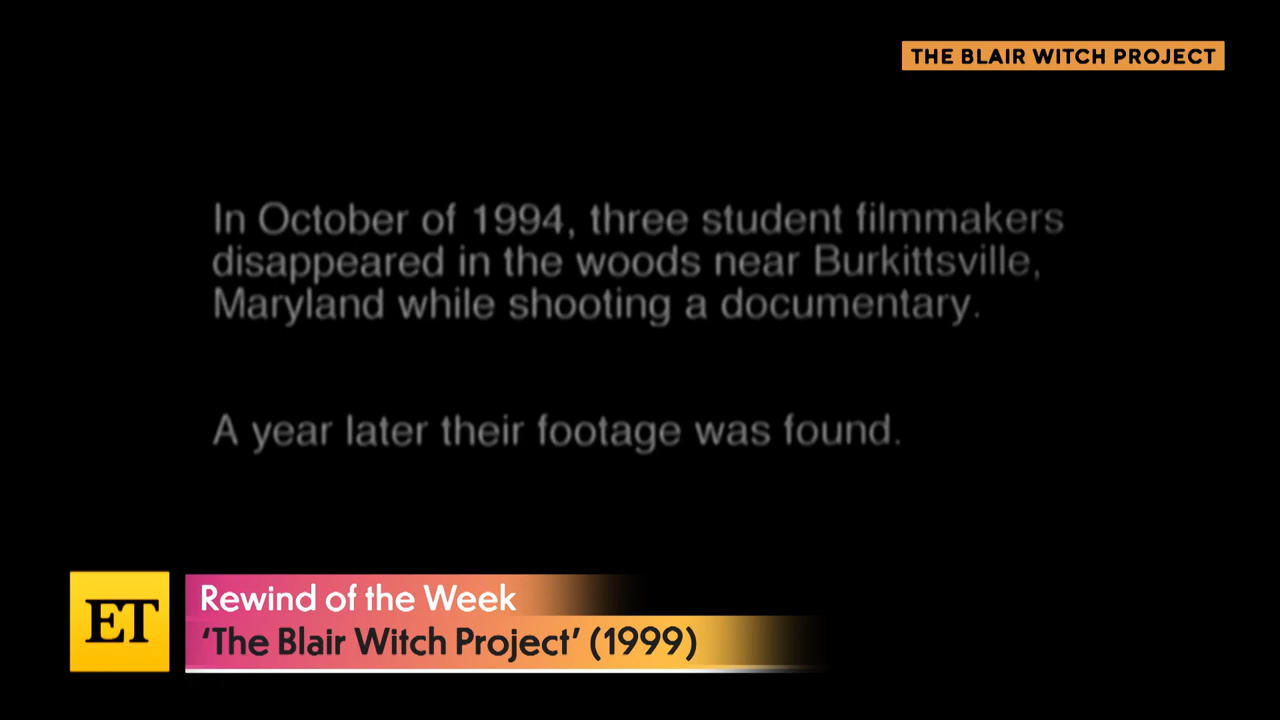 THE BLAIR WITCH PROJECT
In October of 1994, three student filmmakers
disappeared in the woods near Burkittsville,
Maryland while shooting a documentary.
A year later their footage was found.
ET
Rewind of the Week
‘The Blair Witch Project’ (1999)